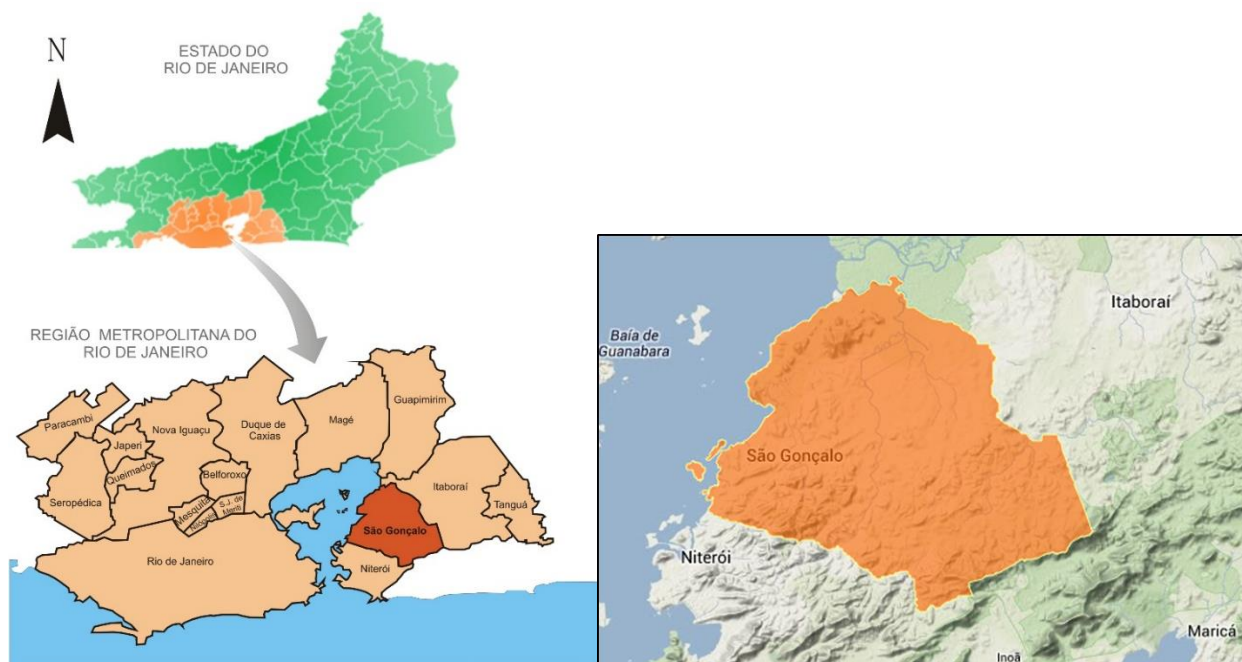 N
ESTADO DO
RIO DE JANEIRO
REGIÃO METROPOLITANA DO
RIO DE JANEIRO
Paracambi
Japeri
Queimados
Seropédica
Nova Iguaçu
Duque de
Caxias
Belforoxo
Mesquita
Nilópolis
S.J. de
Meriti
Magé
Guapimirim
Itaboraí
Tanguá
São Gonçalo
Niterói
Rio de Janeiro
Itaboraí
Baía de
Guanabara
São Gonçalo
Niterói
Maricá
Inoã